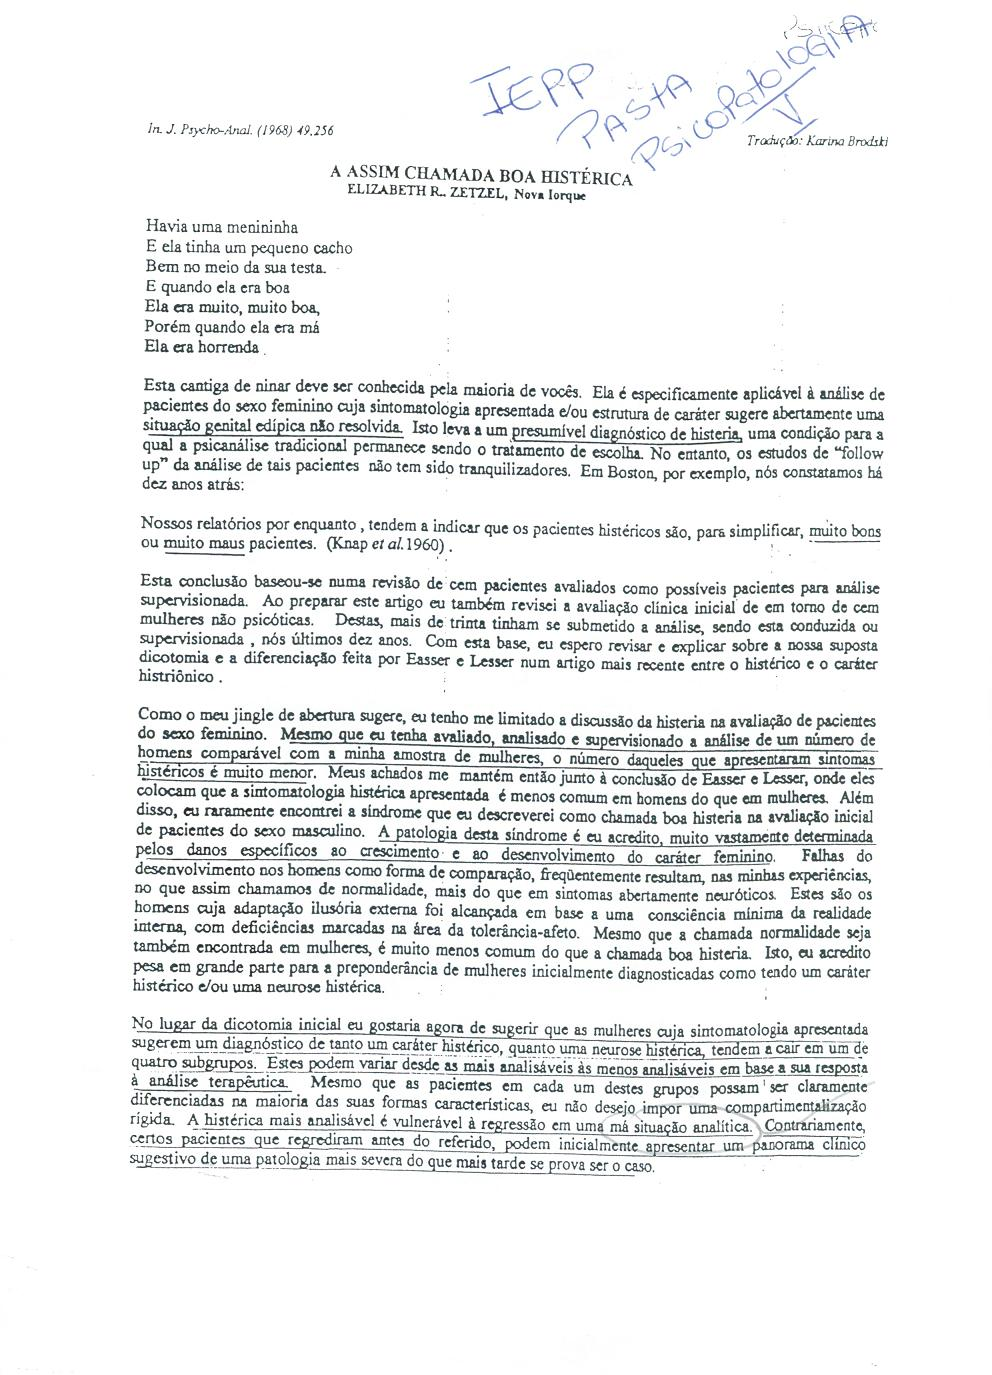 IEPP
PASTA
PSicoPatologiA
V
In. J. Psycho-Anal. (1968) 49.256
Tradução: Karina Brodski
A ASSIM CHAMADA BOA HISTÉRICA
ELIZABETH R.. ZETZEL, Nova Iorque
Havia uma menininha
E ela tinha um pequeno cacho
Bem no meio da sua testa.
E quando ela era boa
Ela era muito, muito boa,
Porém quando ela era má
Ela era horrenda .
Esta cantiga de ninar deve ser conhecida pela maioria de vocês. Ela é especificamente aplicável à análise de
pacientes do sexo feminino cuja sintomatologia apresentada e/ou estrutura de caráter sugere abertamente uma
situação genital edípica não resolvida. Isto leva a um presumível diagnóstico de histeria, uma condição para a
qual a psicanálise tradicional permanece sendo o tratamento de escolha. No entanto, os estudos de "follow
up" da análise de tais pacientes não tem sido tranquilizadores. Em Boston, por exemplo, nós constatamos há
dez anos atrás:
Nossos relatórios por enquanto , tendem a indicar que os pacientes histéricos são, para simplificar, muito bons
ou muito maus pacientes. (Knap et al. 1960) .
Esta conclusão baseou-se numa revisão de cem pacientes avaliados como possíveis pacientes para análise
supervisionada. Ao preparar este artigo eu também revisei a avaliação clínica inicial de em torno de cem
mulheres não psicóticas. Destas, mais de trinta tinham se submetido a análise, sendo esta conduzida ou
supervisionada , nós últimos dez anos. Com esta base, eu espero revisar e explicar sobre a nossa suposta
dicotomia e a diferenciação feita por Easser e Lesser num artigo mais recente entre o histérico e o caráter
histriônico .
Como o meu jingle de abertura sugere, eu tenho me limitado a discussão da histeria na avaliação de pacientes
do sexo feminino. Mesmo que eu tenha avaliado, analisado e supervisionado a análise de um número de
homens comparável com a minha amostra de mulheres, o número daqueles que apresentaram sintomas
histéricos é muito menor. Meus achados me mantém então junto à conclusão de Easser e Lesser, onde eles
colocam que a sintomatologia histérica apresentada é menos comum em homens do que em mulheres. Além
disso, eu raramente encontrei a síndrome que eu descreverei como chamada boa histeria na avaliação inicial
de pacientes do sexo masculino. A patologia desta síndrome é eu acredito, muito vastamente determinada
pelos danos específicos ao crescimento e ao desenvolvimento do caráter feminino. Falhas do
desenvolvimento nos homens como forma de comparação, freqüentemente resultam, nas minhas experiências,
no que assim chamamos de normalidade, mais do que em sintomas abertamente neuróticos. Estes são os
homens cuja adaptação ilusória externa foi alcançada em base a uma consciência mínima da realidade
interna, com deficiências marcadas na área da tolerância-afeto. Mesmo que a chamada normalidade seja
também encontrada em mulheres, é muito menos comum do que a chamada boa histeria. Isto, eu acredito
pesa em grande parte para a preponderância de mulheres inicialmente diagnosticadas como tendo um caráter
histérico e/ou uma neurose histérica.
No lugar da dicotomia inicial eu gostaria agora de sugerir que as mulheres cuja sintomatologia apresentada
sugerem um diagnóstico de tanto um caráter histérico, quanto uma neurose histérica, tendem a cair em um de
quatro subgrupos. Estes podem variar desde as mais analisáveis às menos analisáveis em base a sua resposta
à análise terapêutica. Mesmo que as pacientes em cada um destes grupos possam ser claramente
diferenciadas na maioria das suas formas características, eu não desejo impor uma compartimentalização
rígida. A histérica mais analisável é vulnerável à regressão em uma má situação analítica. Contrariamente,
certos pacientes que regrediram antes do referido, podem inicialmente apresentar um panorama clínico
sugestivo de uma patologia mais severa do que mais tarde se prova ser o caso.